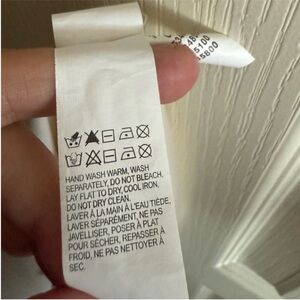 5100
HAND WASH WARM, WASH
SEPARATELY, DO NOT BLEACH,
LAY FLAT TO DRY, COOL IRON,
DO NOT DRY CLEAN.
LAVER À LA MAIN À L'EAU TIÈDE,
LAVER SÉPARÉMENT, NE PAS
JAVELLISER, POSER À PLAT
POUR SÉCHER, REPASSER À
FROID, NE PAS NETTOYER À
SEC.